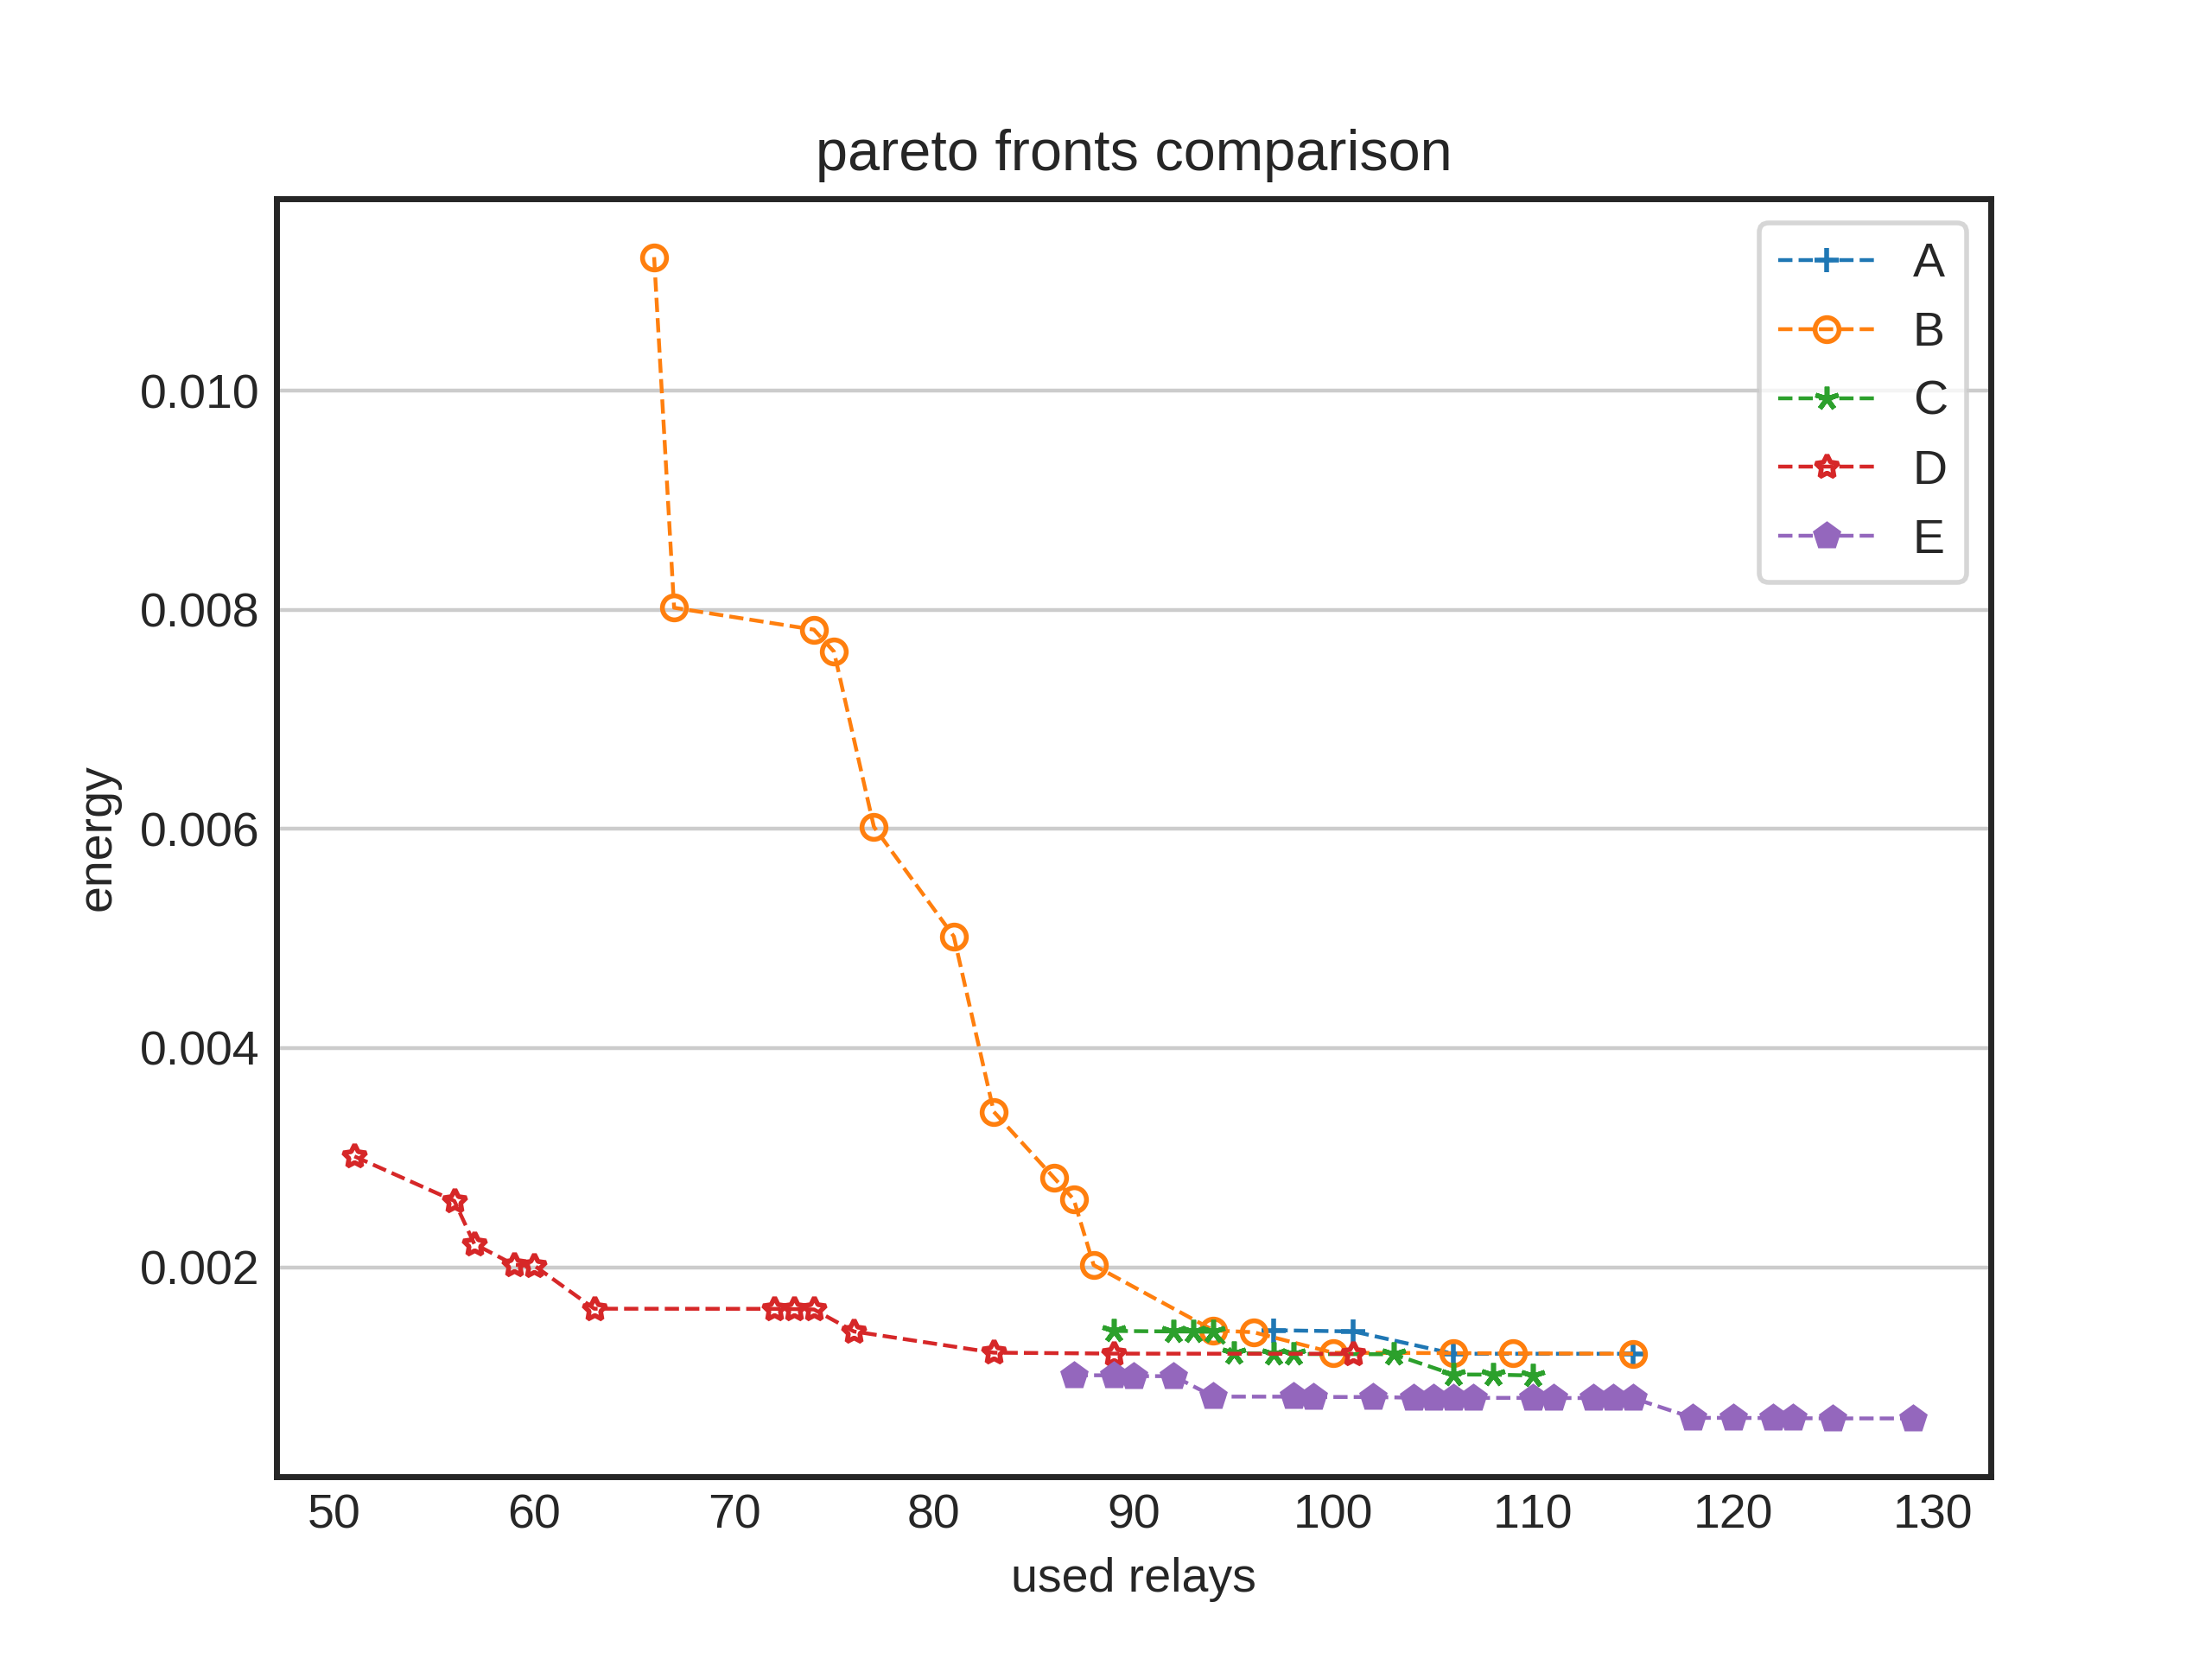 pareto fronts comparison
A
B
C
D
E
0.010
0.008
0.006
0.004
0.002
energy
50 60 70 80 90 100 110 120 130
used relays